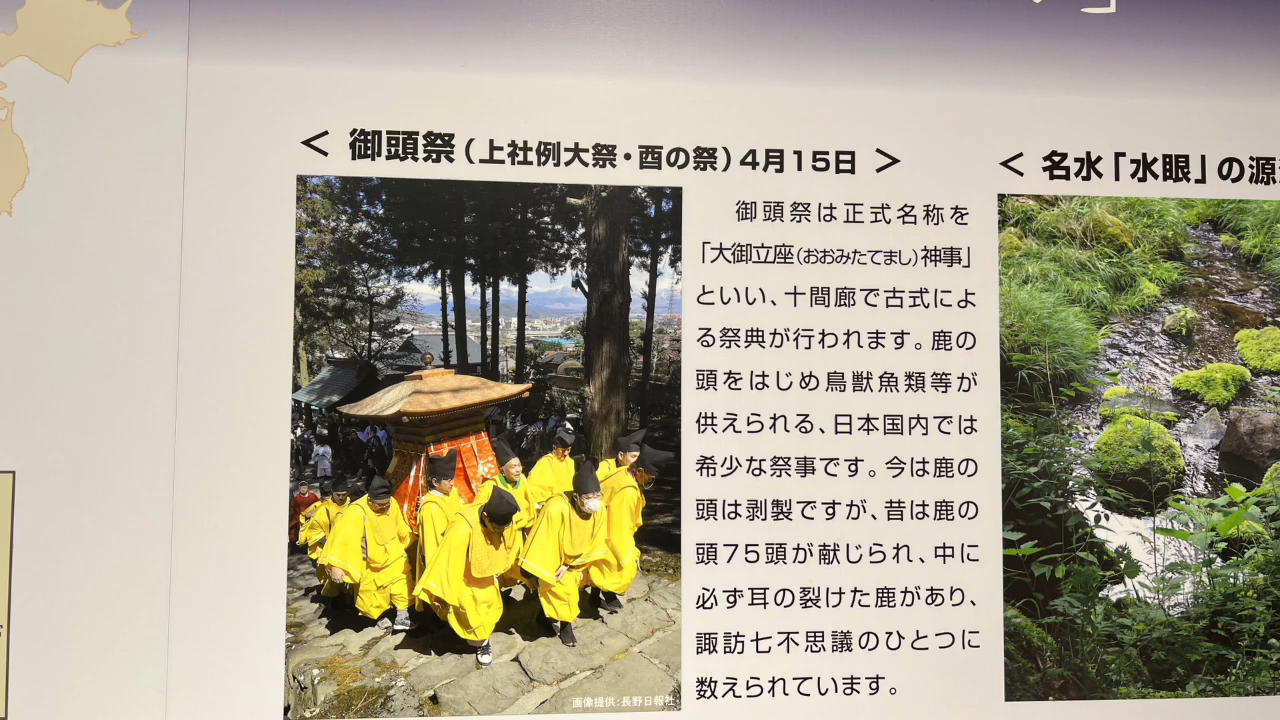 ＜ 御頭祭（上社例大祭・酉の祭）4月15日 ＞
御頭祭は正式名称を
「大御立座（おおみたてまし）神事」
といい、十間廊で古式によ
る祭典が行われます。鹿の
頭をはじめ鳥獣魚類等が
供えられる、日本国内では
希少な祭事です。今は鹿の
頭は剥製ですが、昔は鹿の
頭75頭が献じられ、中に
必ず耳の裂けた鹿があり、
諏訪七不思議のひとつに
数えられています。
画像提供：長野日報社
＜ 名水「水眼」の源